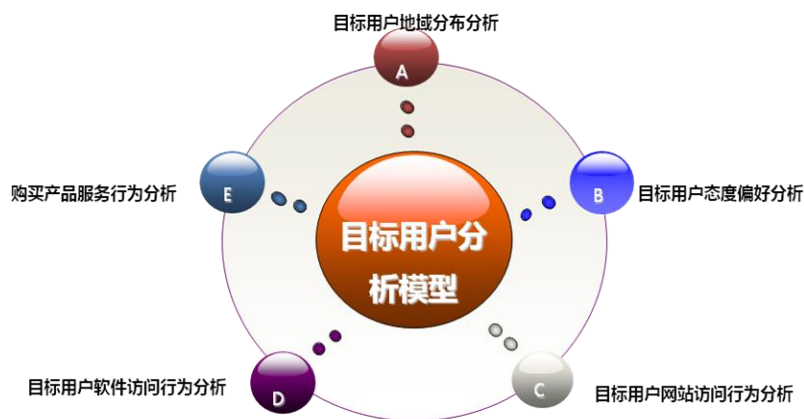 目标用户地域分布分析
A
购买产品服务行为分析
E
B
目标用户态度偏好分析
目标用户分
析模型
目标用户软件访问行为分析
D
C
目标用户网站访问行为分析